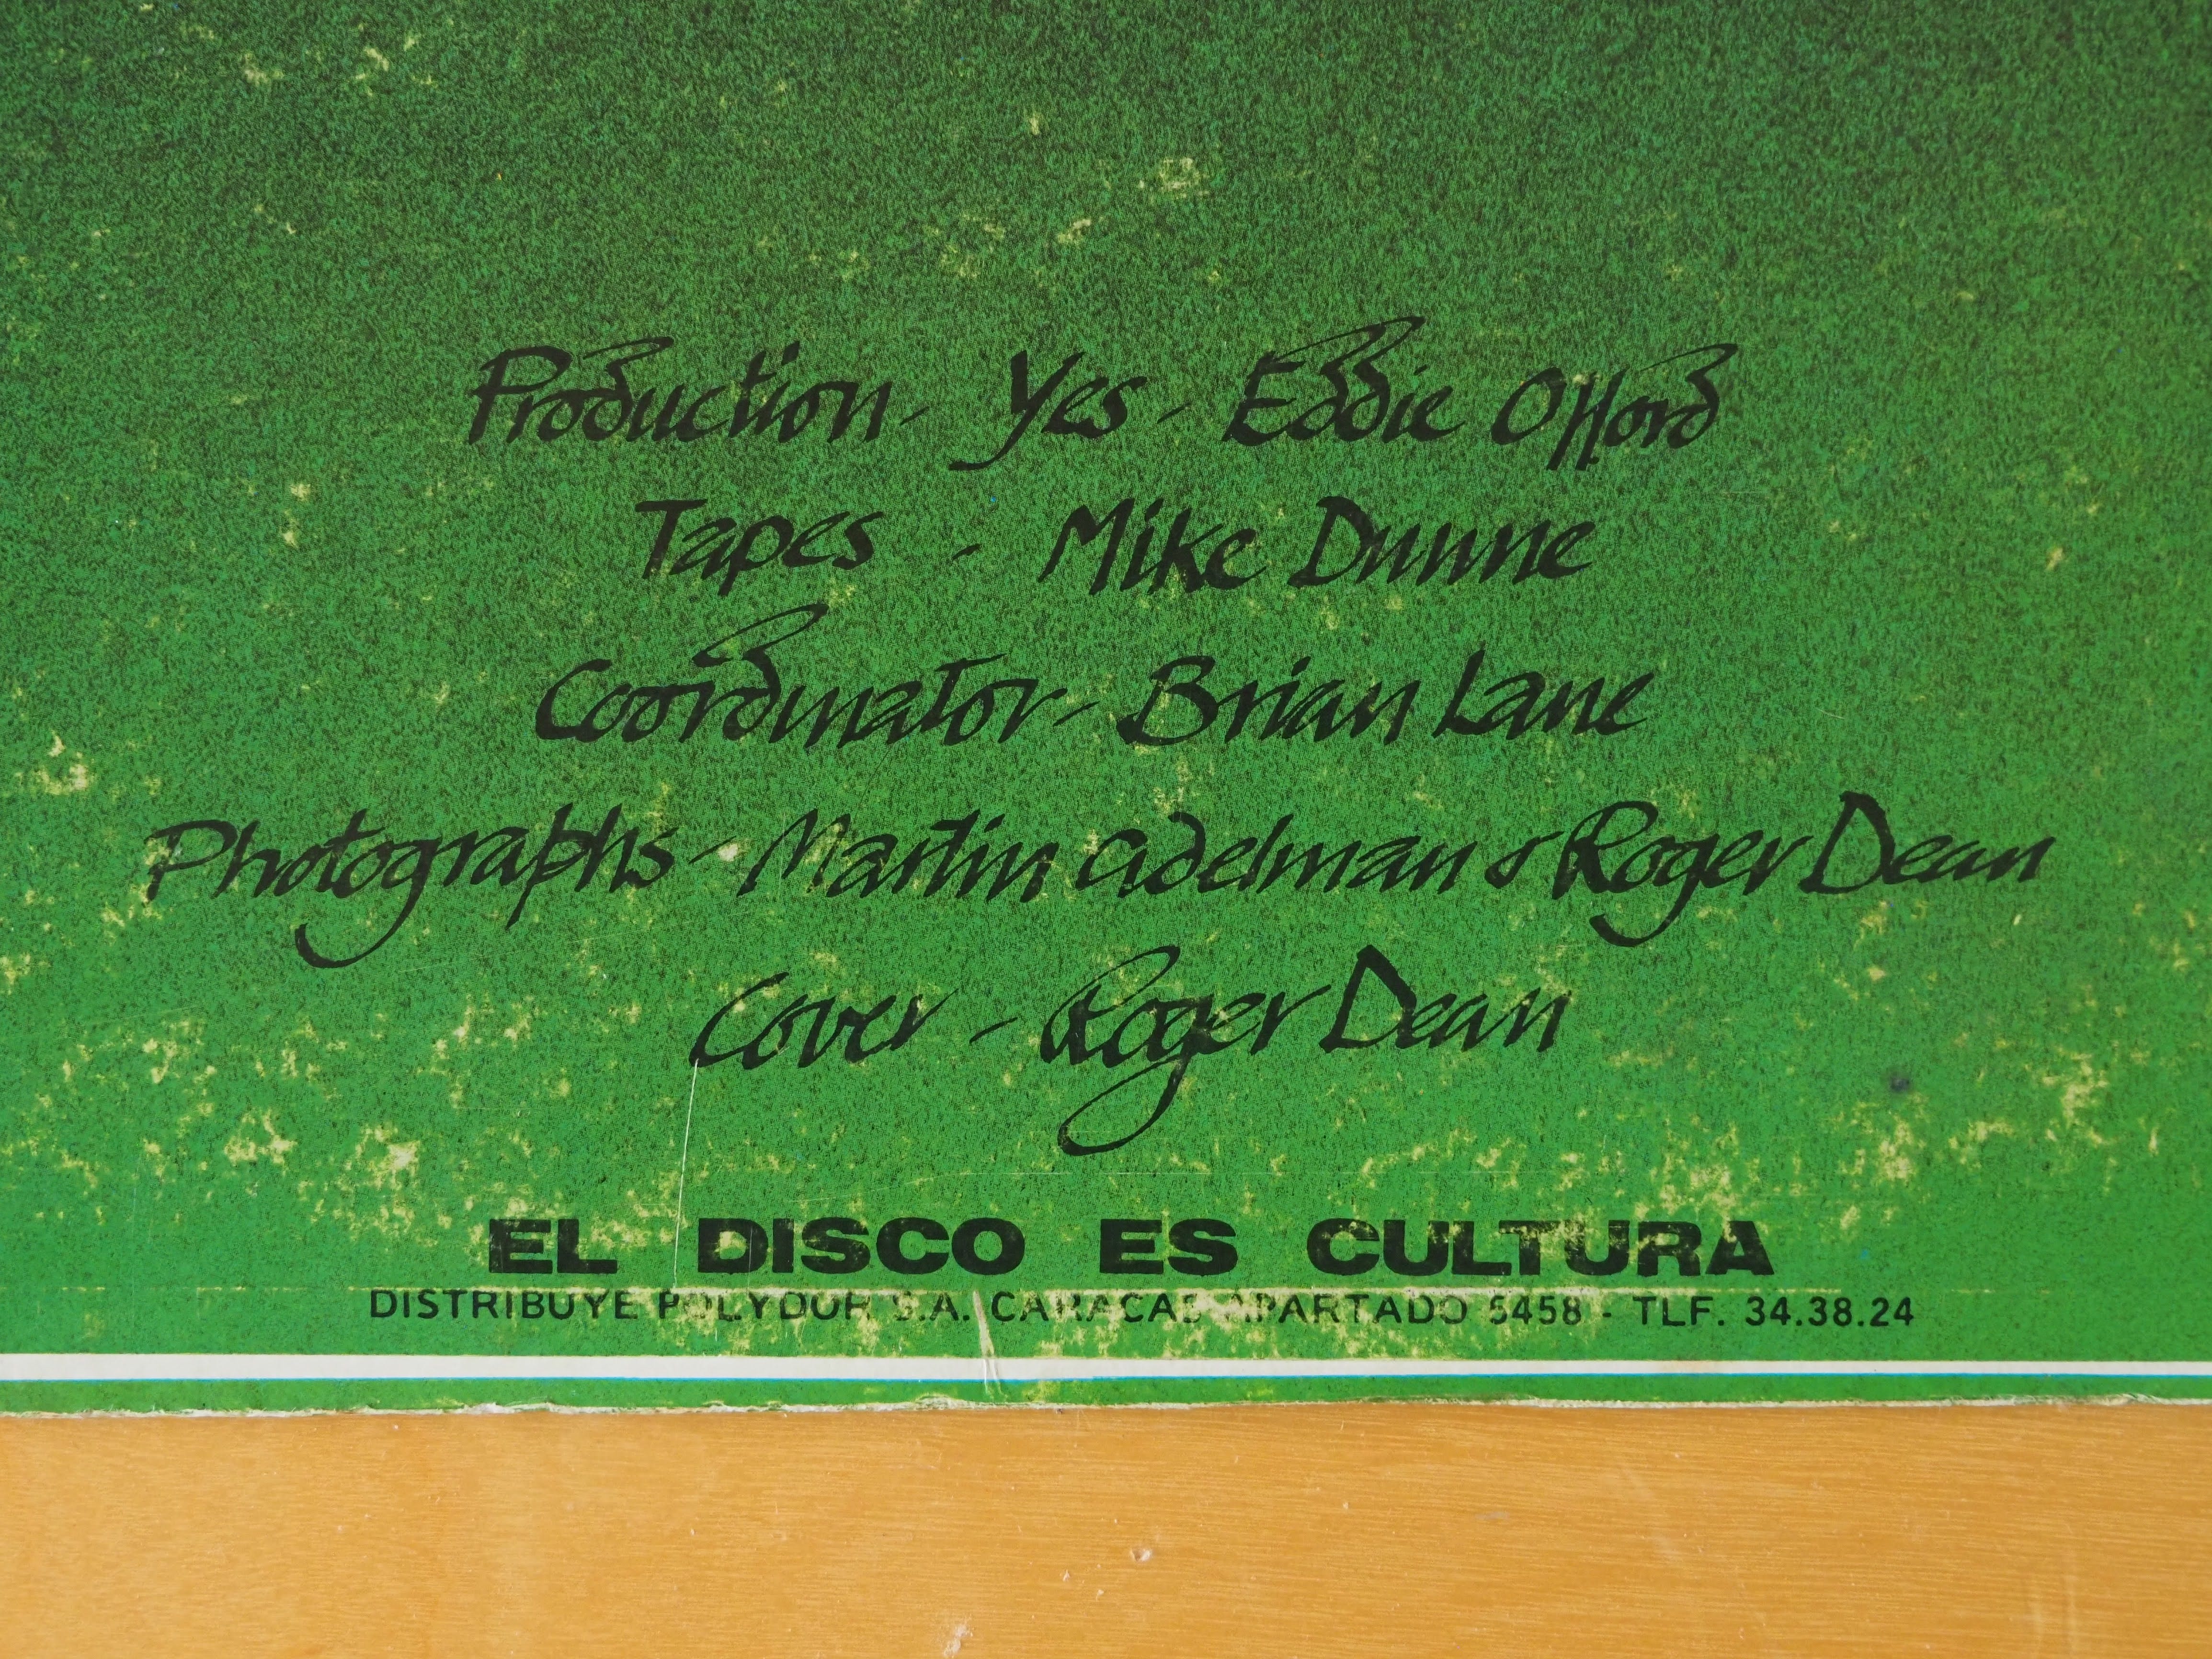 Production - Yes - Eddie Offord
Tapes - Mike Dunne
Coordinator - Brian Lane
Photographs - Martin Adelman & Roger Dean
Cover - Roger Dean
EL DISCO ES CULTURA
DISTRIBUYE POLYDOR S.A. CARACAS APARTADO 5458 - TLF. 34.38.24